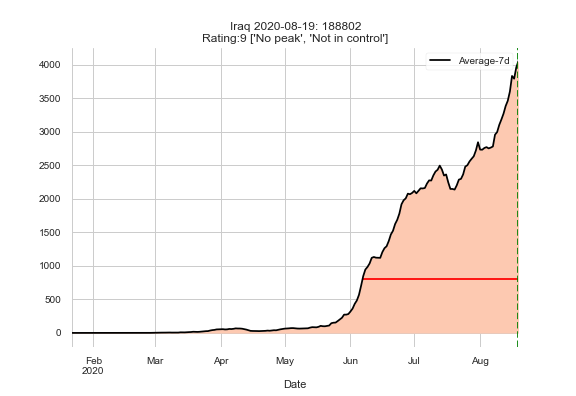 Iraq 2020-08-19: 188802
Rating:9 ['No peak', 'Not in control']
Average-7d
4000
3500
3000
2500
2000
1500
1000
500
0
Feb Mar Apr May Jun Jul Aug
2020
Date